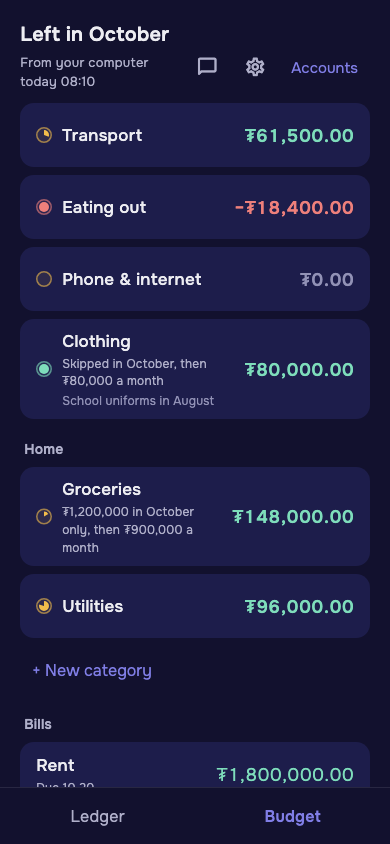 Left in October
From your computer
today 08:10
Accounts
Transport
₮61,500.00
Eating out
-₮18,400.00
Phone & internet
₮0.00
Clothing
Skipped in October, then
₮80,000 a month
School uniforms in August
₮80,000.00
Home
Groceries
₮1,200,000 in October
only, then ₮900,000 a
month
₮148,000.00
Utilities
₮96,000.00
+ New category
Bills
Rent
₮1,800,000.00
Ledger
Budget